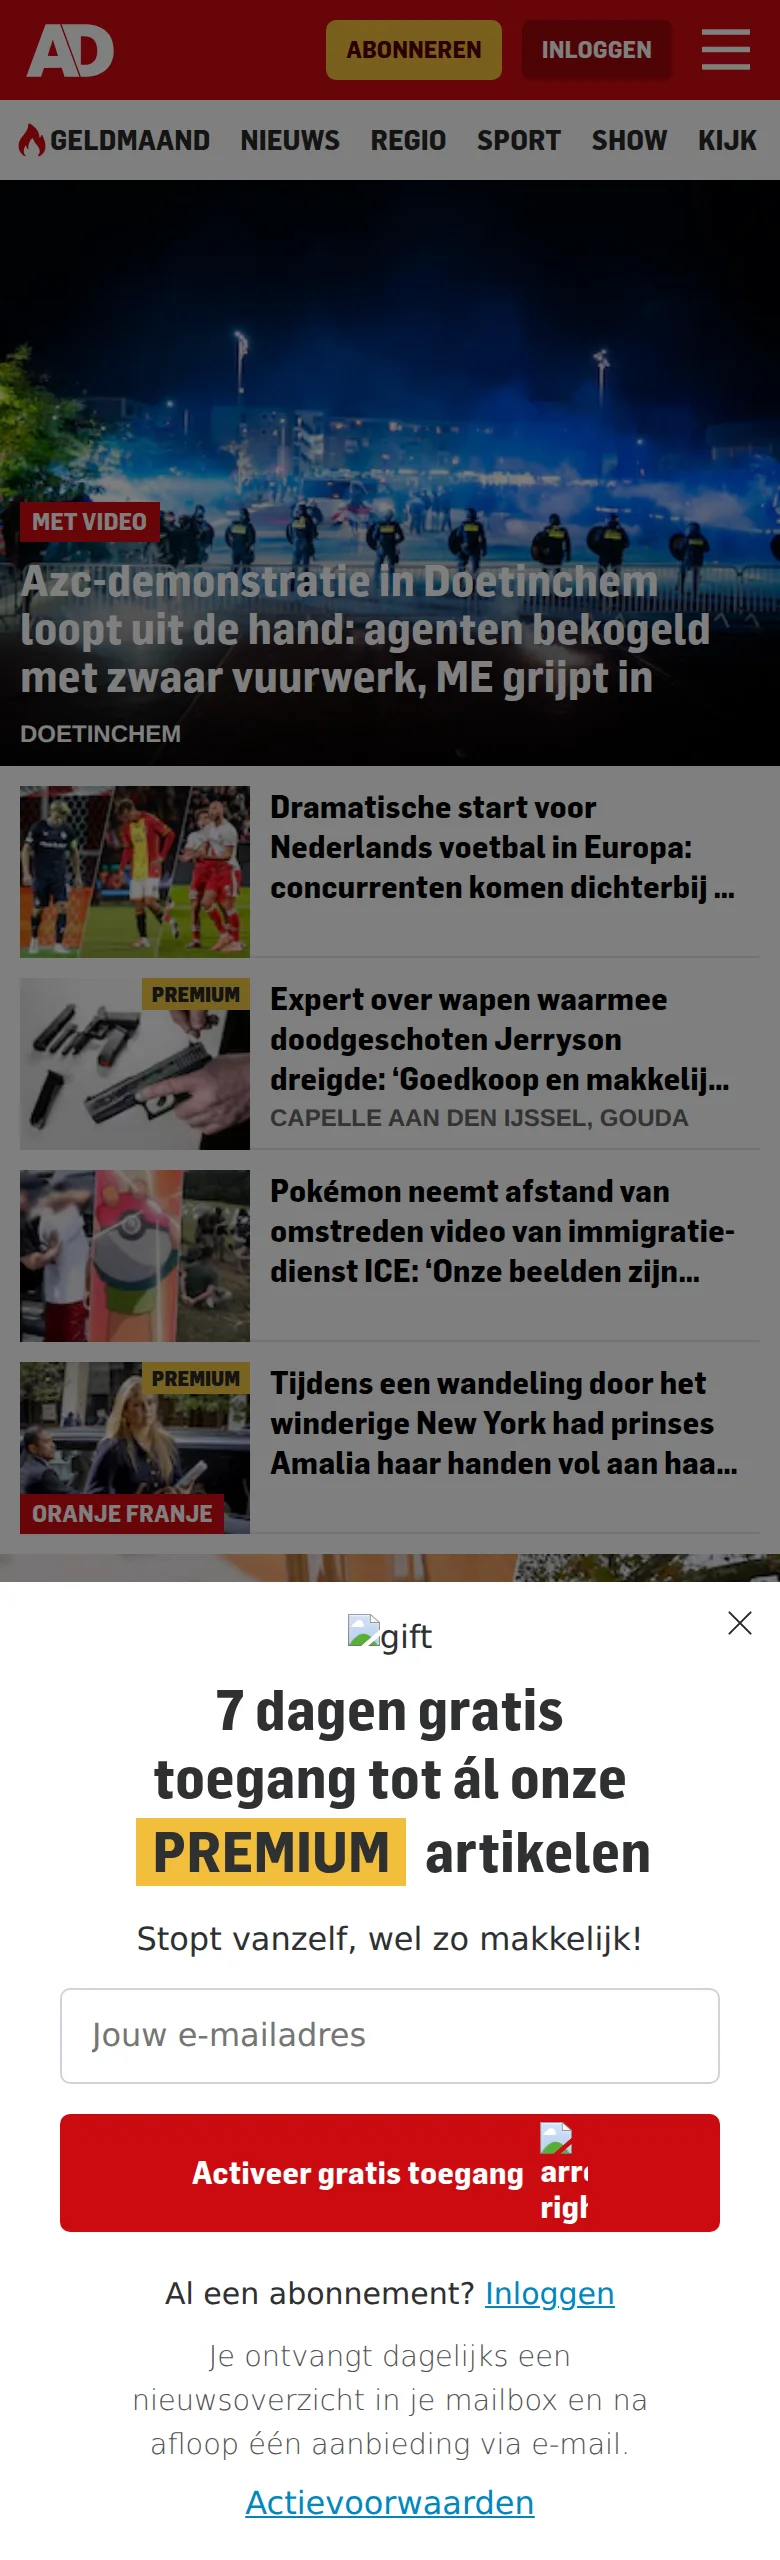 AD
ABONNEREN
INLOGGEN
GELDMAAND NIEUWS REGIO SPORT SHOW KIJK
MET VIDEO
Azc-demonstratie in Doetinchem
loopt uit de hand: agenten bekogeld
met zwaar vuurwerk, ME grijpt in
DOETINCHEM
Dramatische start voor
Nederlands voetbal in Europa:
concurrenten komen dichterbij ...
PREMIUM
Expert over wapen waarmee
doodgeschoten Jerryson
dreigde: ‘Goedkoop en makkelij...
CAPELLE AAN DEN IJSSEL, GOUDA
Pokémon neemt afstand van
omstreden video van immigratie-
dienst ICE: ‘Onze beelden zijn...
PREMIUM
ORANJE FRANJE
Tijdens een wandeling door het
winderige New York had prinses
Amalia haar handen vol aan haa...
gift
7 dagen gratis
toegang tot ál onze
PREMIUM artikelen
Stopt vanzelf, wel zo makkelijk!
Jouw e-mailadres
Activeer gratis toegang
arro
righ
Al een abonnement? Inloggen
Je ontvangt dagelijks een
nieuwsoverzicht in je mailbox en na
afloop één aanbieding via e-mail.
Actievoorwaarden